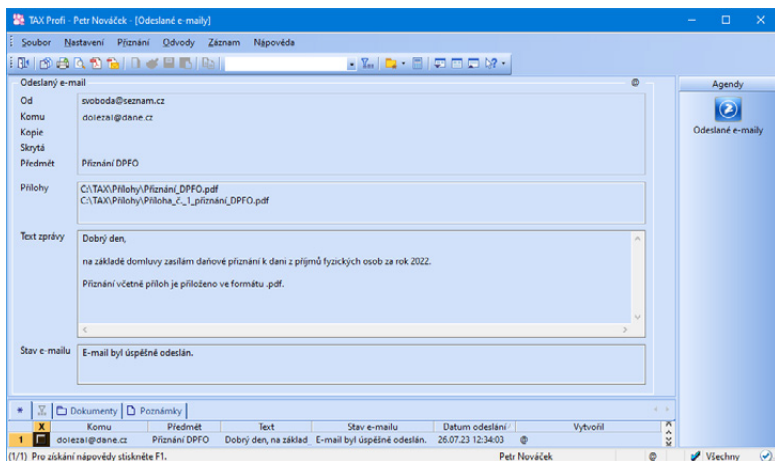 TAX Profi - Petr Nováček - [Odeslané e-maily]
Soubor Nastavení Přiznání Odvody Záznam Nápověda
Odeslaný e-mail @
Agendy
Odeslané e-maily
Od svoboda@seznam.cz
Komu dolezal@dane.cz
Kopie
Skrytá
Předmět Přiznání DPFO
Přílohy C:\TAX\Přílohy\Přiznání_DPFO.pdf
C:\TAX\Přílohy\Příloha_č._1_přiznání_DPFO.pdf
Text zprávy Dobrý den,
na základě domluvy zasílám daňové přiznání k dani z příjmů fyzických osob za rok 2022.
Přiznání včetně příloh je přiloženo ve formátu .pdf.
Stav e-mailu E-mail byl úspěšně odeslán.
* Dokumenty Poznámky
X Komu Předmět Text Stav e-mailu Datum odeslání Vytvořil
1 dolezal@dane.cz Přiznání DPFO Dobrý den, na základ E-mail byl úspěšně odeslán. 26.07.23 12:34:03 @
(1/1) Pro získání nápovědy stiskněte F1. Petr Nováček @ Všechny